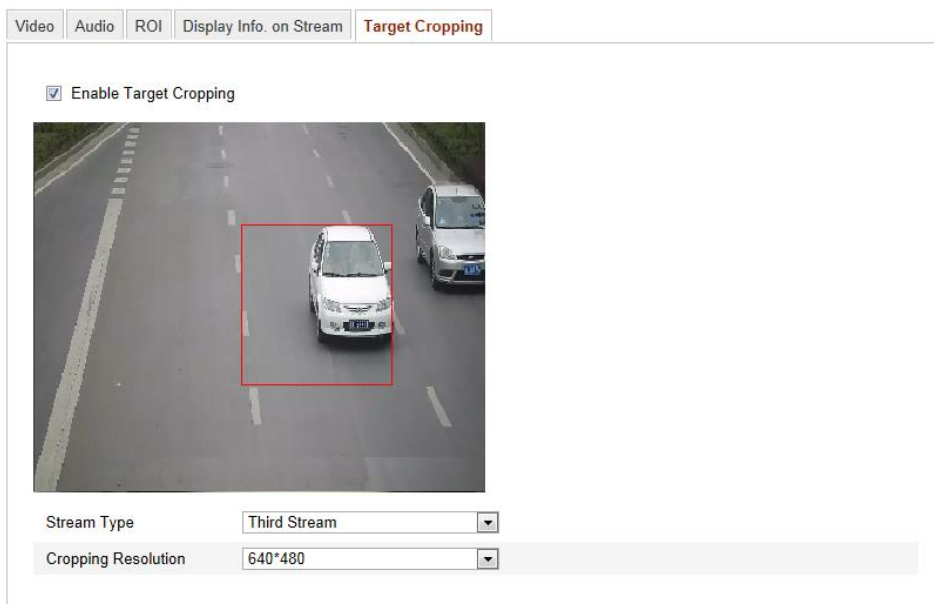 Video Audio ROI Display Info. on Stream Target Cropping
Enable Target Cropping
Stream Type Third Stream
Cropping Resolution 640*480